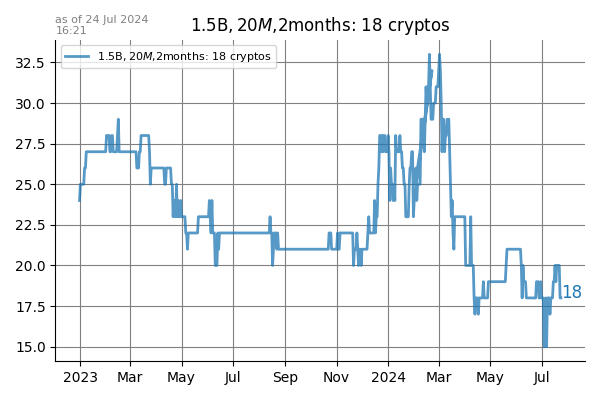 as of 24 Jul 2024
16:21
1.5B, 20M,2months: 18 cryptos
1.5B, 20M,2months: 18 cryptos
32.5
30.0
27.5
25.0
22.5
20.0
17.5
15.0
18
2023 Mar May Jul Sep Nov 2024 Mar May Jul